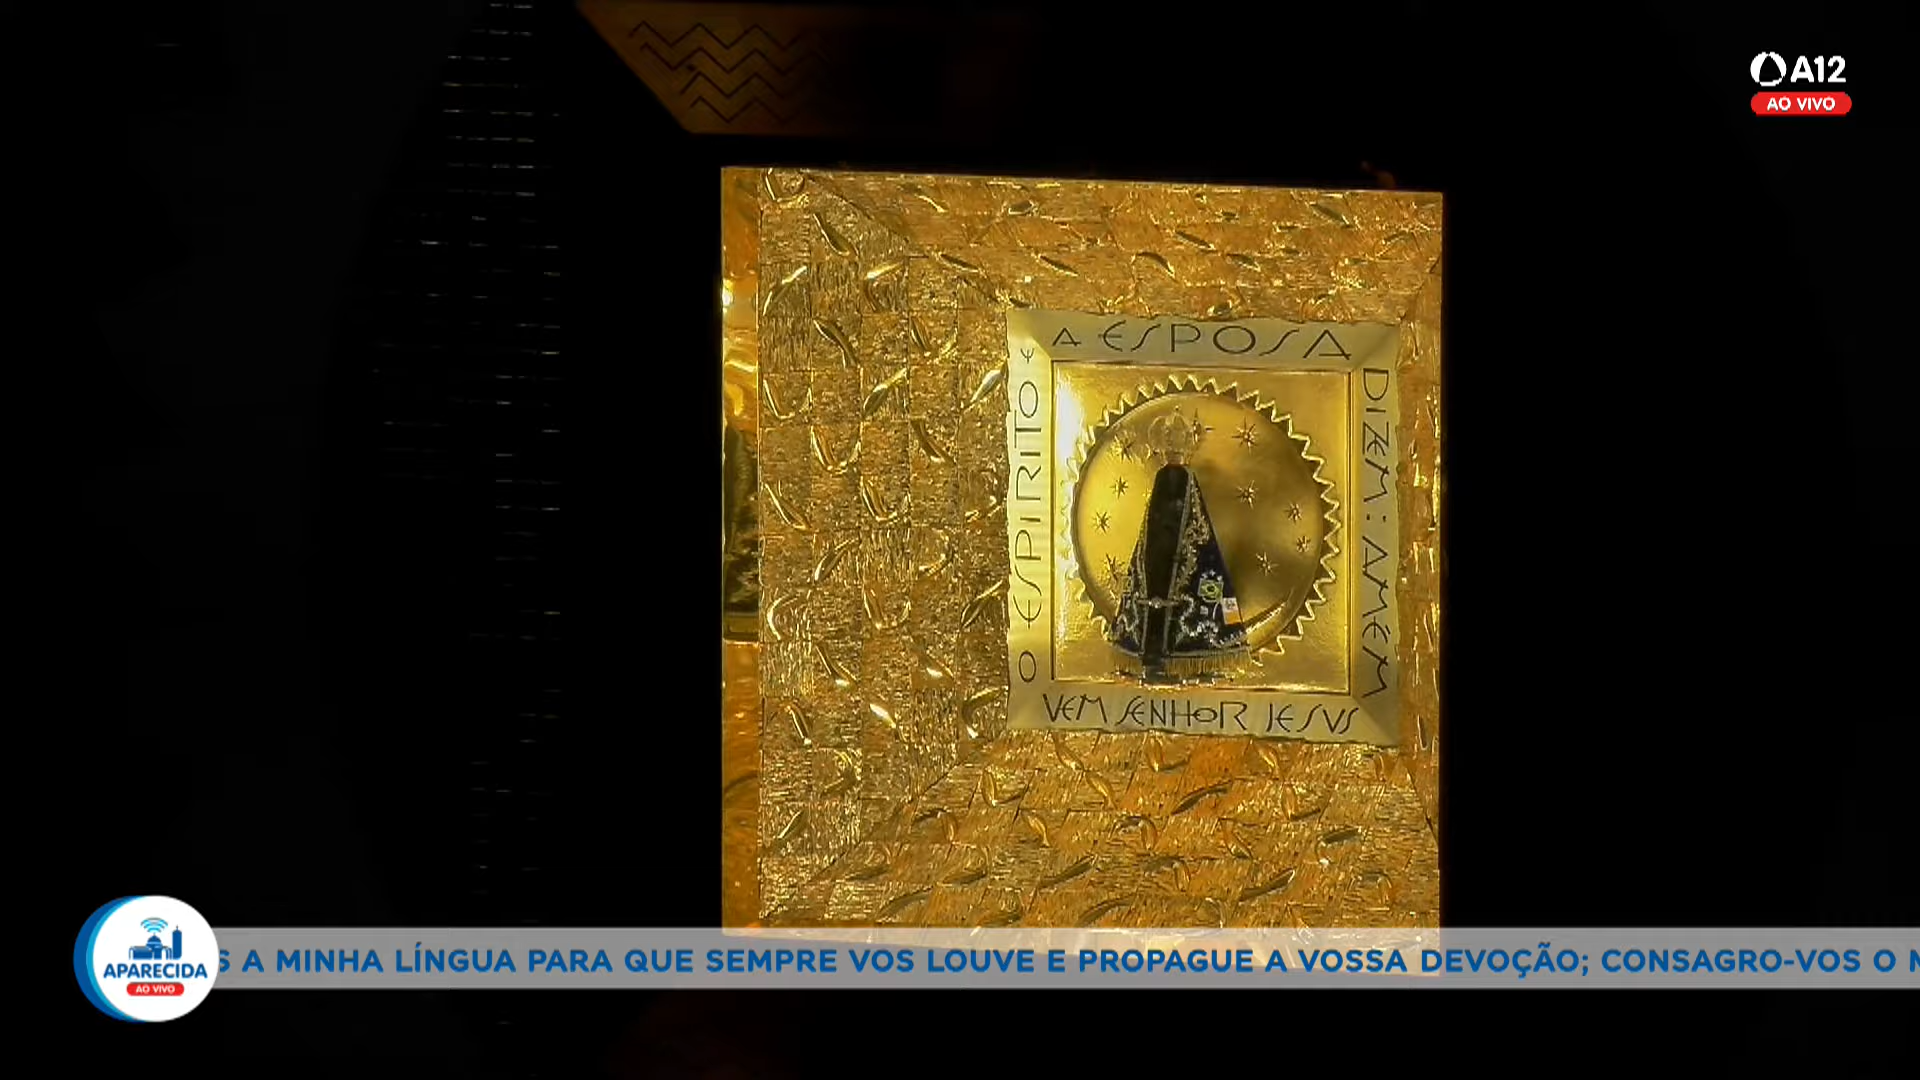 A12
AO VIVO
O ESPIRITO E
A ESPOSA
DIZEM: AMÉM
VEM SENHOR JESUS
APARECIDA
AO VIVO
A MINHA LÍNGUA PARA QUE SEMPRE VOS LOUVE E PROPAGUE A VOSSA DEVOÇÃO; CONSAGRO-VOS O